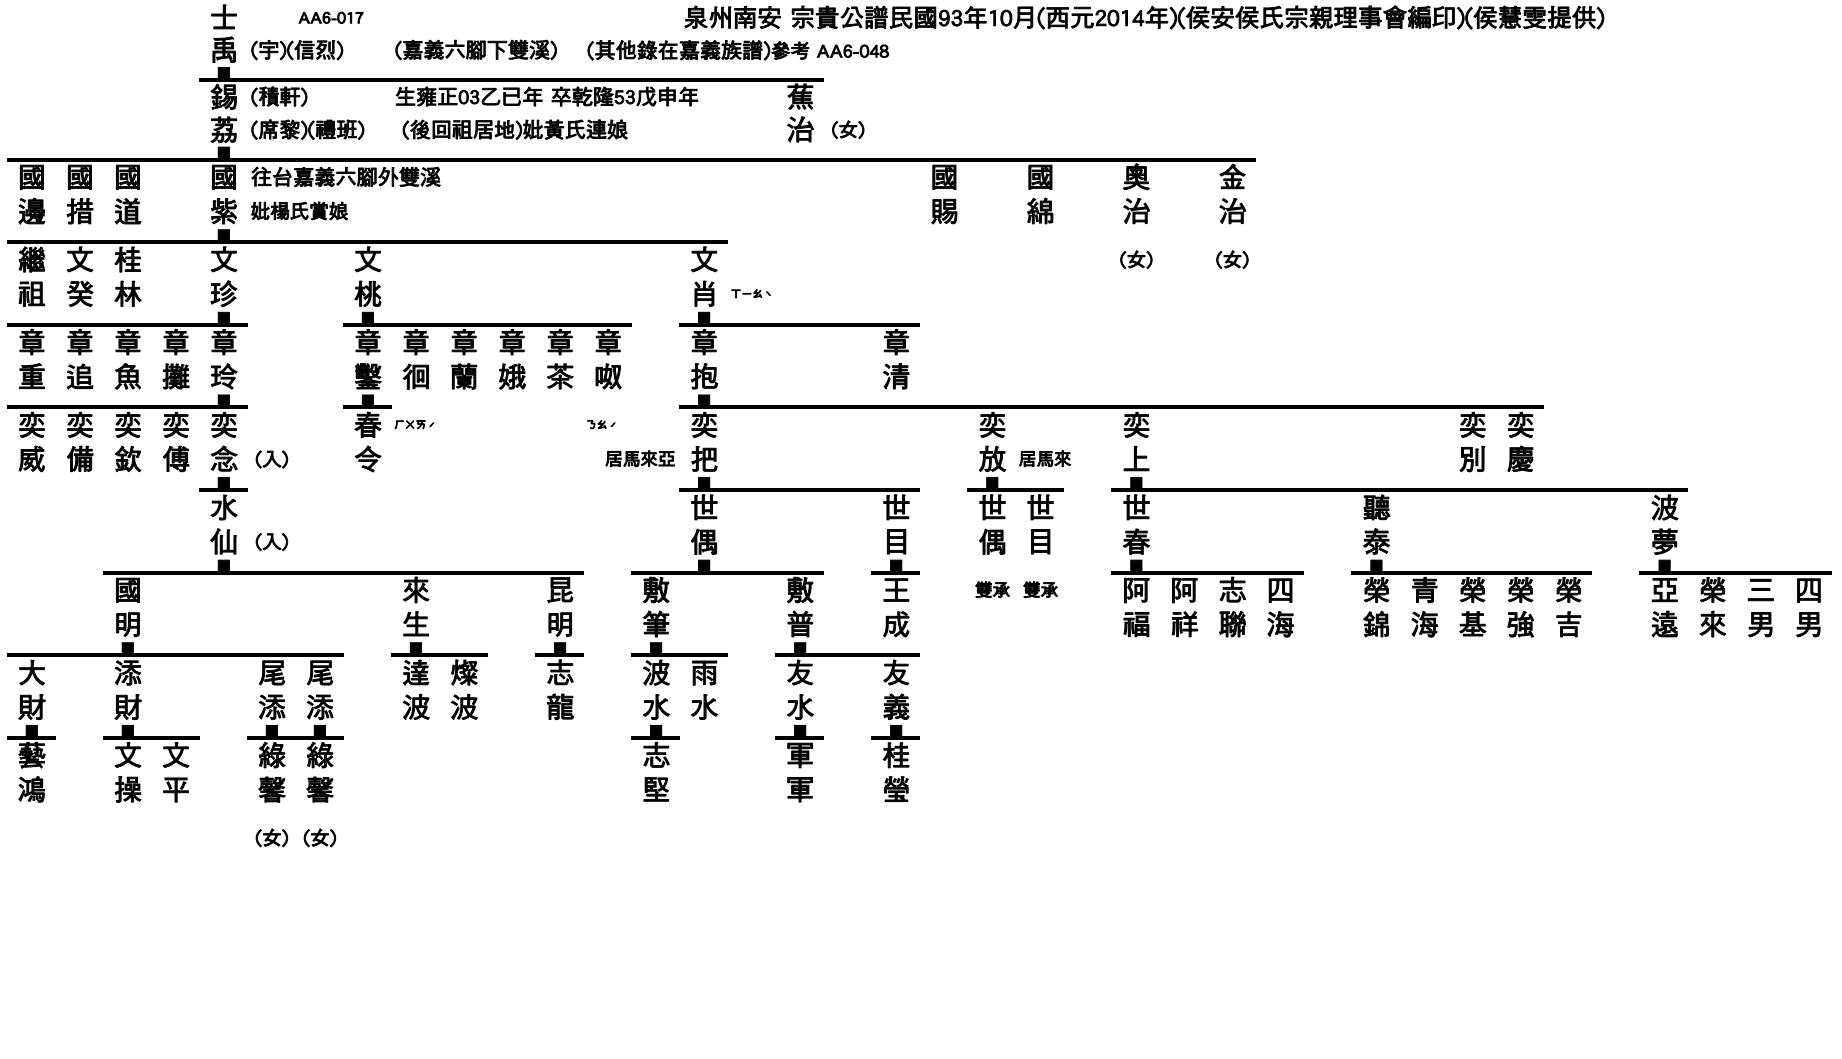 士 AA6-017 泉州南安 宗貴公譜民國93年10月(西元2014年)(侯安侯氏宗親理事會編印)(侯慧雯提供)
禹 (宇)(信烈) (嘉義六腳下雙溪) (其他錄在嘉義族譜)參考 AA6-048
錫 (積軒) 生雍正03乙已年 卒乾隆53戊申年 蕉
荔 (席黎)(禮班) (後回祖居地)妣黃氏連娘 治 (女)
國 國 國 國 往台嘉義六腳外雙溪 國 國 奧 金
邊 措 道 紫 妣楊氏賞娘 賜 綿 治 治
繼 文 桂 文 文 文 (女) (女)
祖 癸 林 珍 桃 肖 ㄒㄧㄠˋ
章 章 章 章 章 章 章 章 章 章 章 章 章
重 追 魚 攤 玲 鑿 徊 蘭 娥 茶 呶 抱 清
奕 奕 奕 奕 奕 春 ㄏㄨㄞˊ ㄋㄠˊ 奕 奕 奕 奕 奕
威 備 欽 傅 念 (入) 令 居馬來亞 把 放 居馬來 上 別 慶
水 世 世 世 世 世 聽 波
仙 (入) 偶 目 偶 目 春 泰 夢
國 來 昆 敷 敷 王 雙承 雙承 阿 阿 志 四 榮 青 榮 榮 榮 亞 榮 三 四
明 生 明 筆 普 成 福 祥 聯 海 錦 海 基 強 吉 遠 來 男 男
大 添 尾 尾 達 燦 志 波 雨 友 友
財 財 添 添 波 波 龍 水 水 水 義
藝 文 文 綠 綠 志 軍 桂
鴻 操 平 馨 馨 堅 軍 瑩
(女) (女)